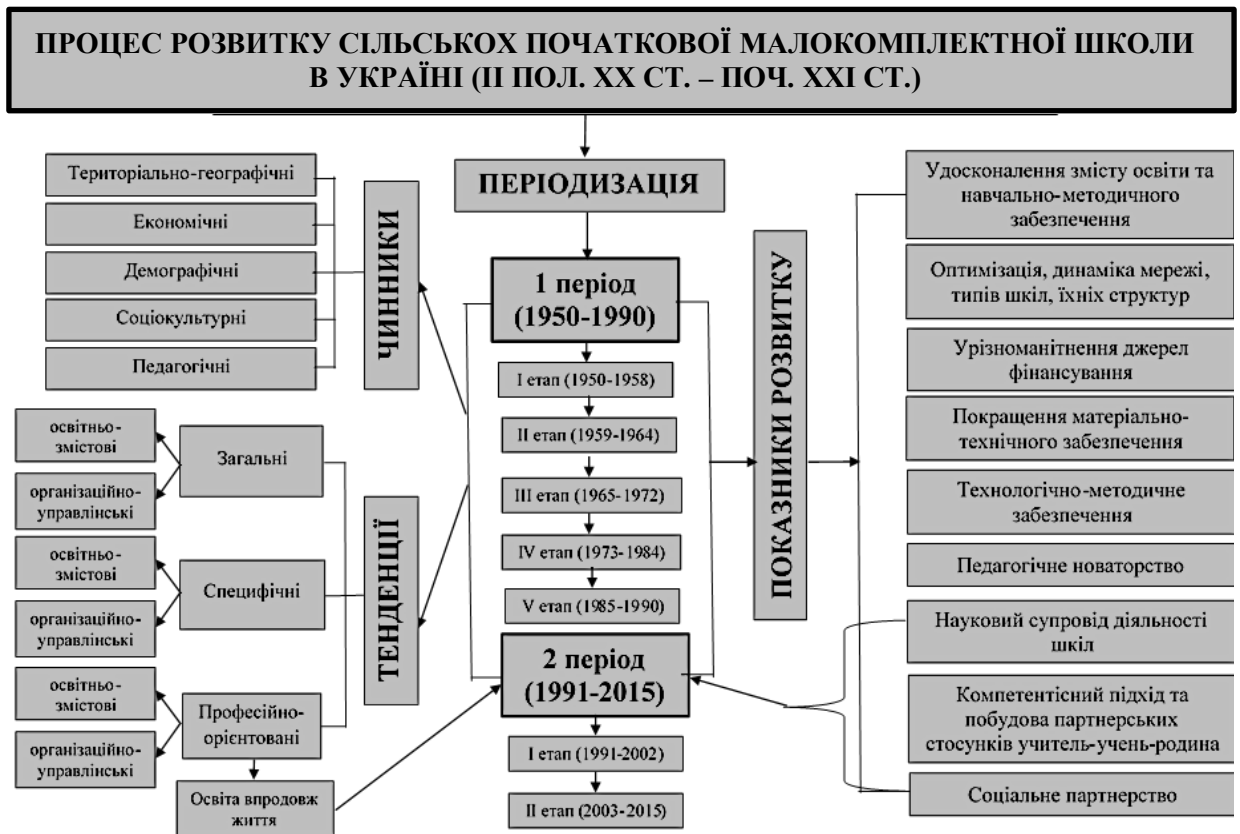 ПРОЦЕС РОЗВИТКУ СІЛЬСЬКОХ ПОЧАТКОВОЇ МАЛОКОМПЛЕКТНОЇ ШКОЛИ
В УКРАЇНІ (ІІ ПОЛ. ХХ СТ. – ПОЧ. ХХІ СТ.)
Територіально-географічні
Економічні
Демографічні
Соціокультурні
Педагогічні
ЧИННИКИ
освітньо-
змістові
організаційно-
управлінські
Загальні
освітньо-
змістові
організаційно-
управлінські
Специфічні
освітньо-
змістові
організаційно-
управлінські
Професійно-
орієнтовані
Освіта впродовж
життя
ТЕНДЕНЦІЇ
ПЕРІОДИЗАЦІЯ
1 період
(1950-1990)
І етап (1950-1958)
ІІ етап (1959-1964)
ІІІ етап (1965-1972)
IV етап (1973-1984)
V етап (1985-1990)
2 період
(1991-2015)
І етап (1991-2002)
ІІ етап (2003-2015)
ПОКАЗНИКИ РОЗВИТКУ
Удосконалення змісту освіти та
навчально-методичного
забезпечення
Оптимізація, динаміка мережі,
типів шкіл, їхніх структур
Урізноманітнення джерел
фінансування
Покращення матеріально-
технічного забезпечення
Технологічно-методичне
забезпечення
Педагогічне новаторство
Науковий супровід діяльності
шкіл
Компетентісний підхід та
побудова партнерських
стосунків учитель-учень-родина
Соціальне партнерство